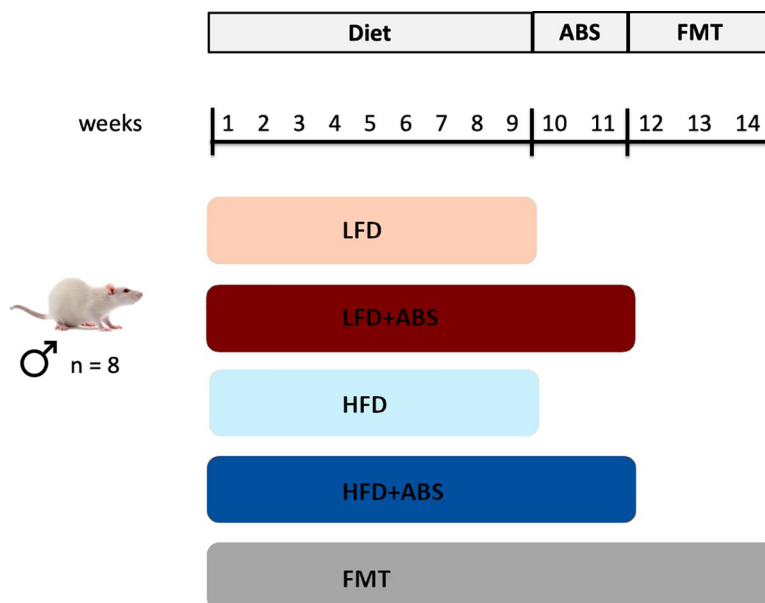 Diet ABS FMT
weeks 1 2 3 4 5 6 7 8 9 10 11 12 13 14
LFD
LFD+ABS
n = 8
HFD
HFD+ABS
FMT